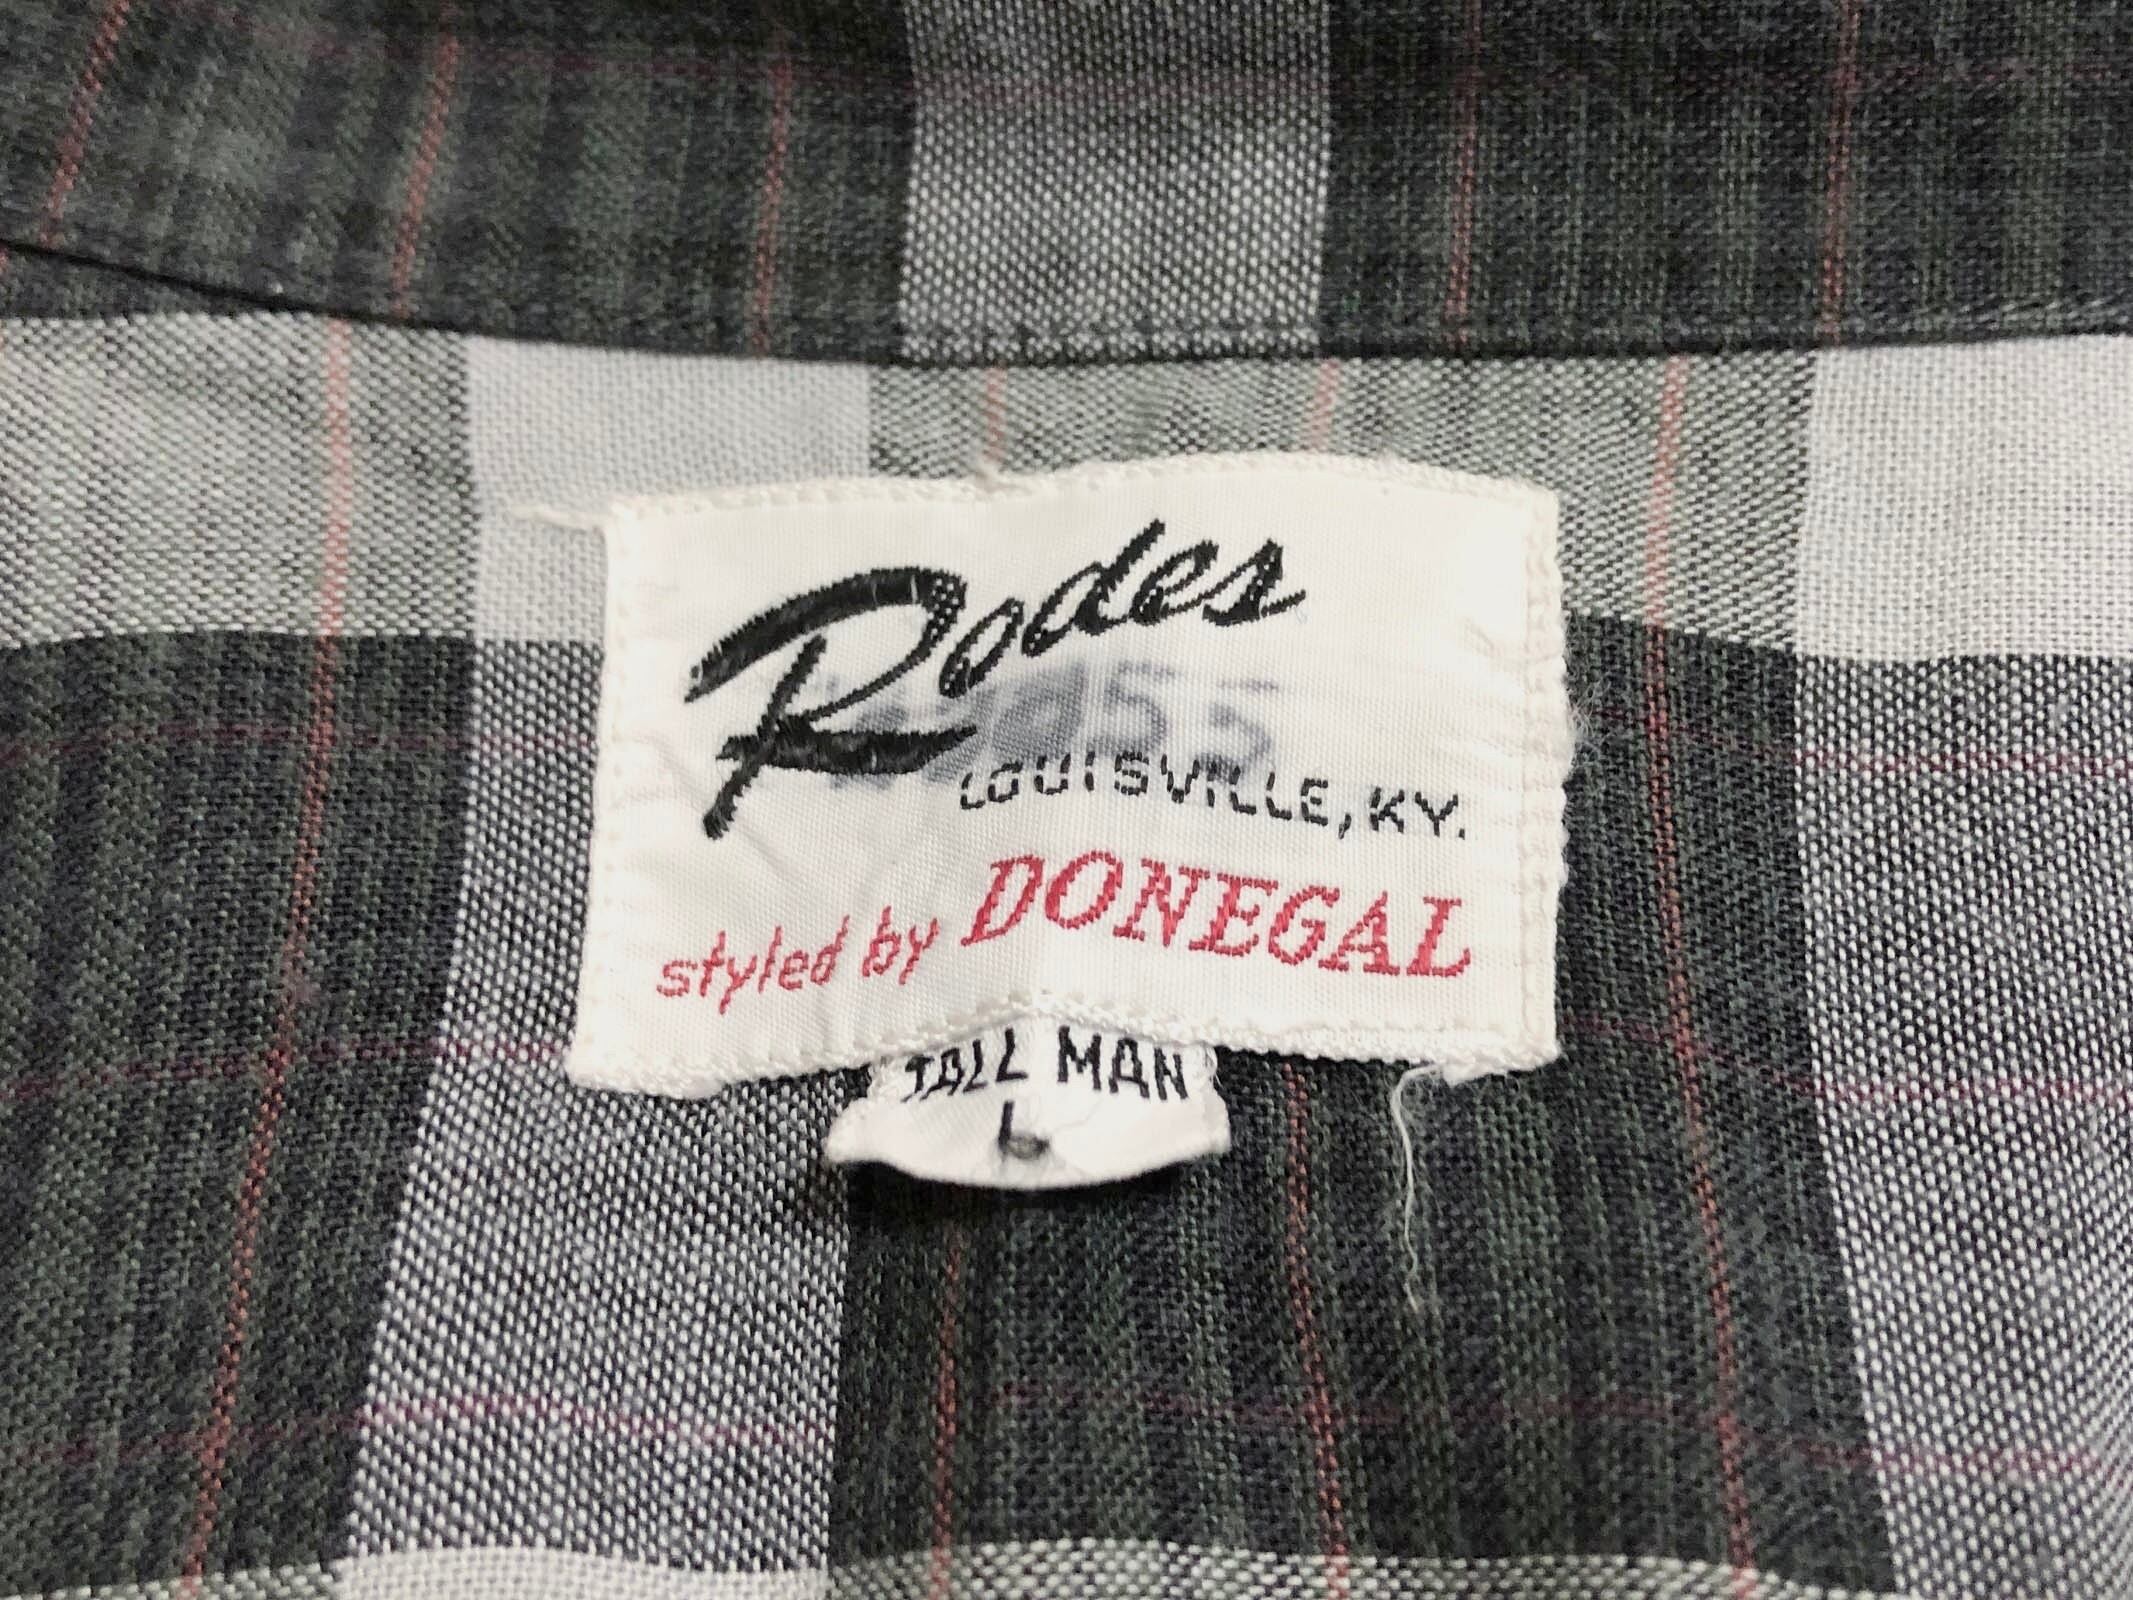 Rodes
LOUISVILLE, KY.
styled by DONEGAL
TALL MAN
L